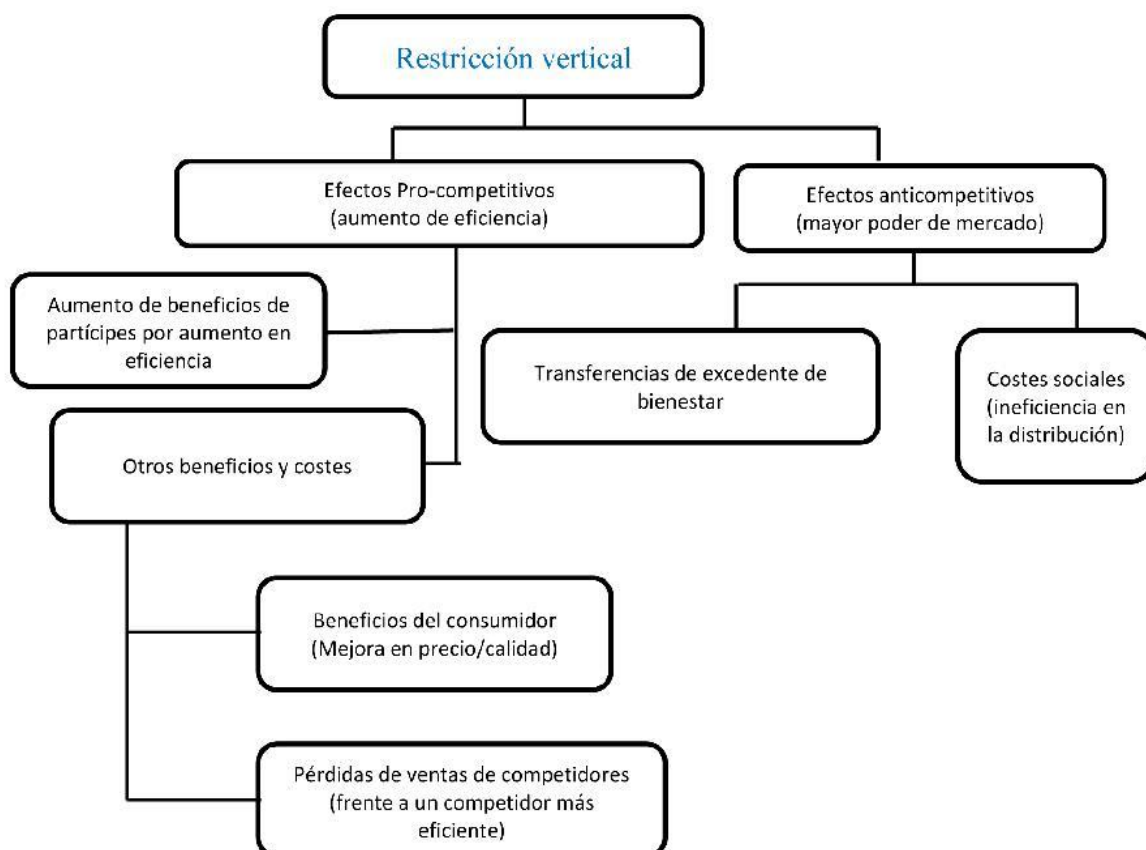 Restricción vertical
Efectos Pro-competitivos
(aumento de eficiencia)
Efectos anticompetitivos
(mayor poder de mercado)
Aumento de beneficios de
partícipes por aumento en
eficiencia
Transferencias de excedente de
bienestar
Costes sociales
(ineficiencia en
la distribución)
Otros beneficios y costes
Beneficios del consumidor
(Mejora en precio/calidad)
Pérdidas de ventas de competidores
(frente a un competidor más
eficiente)